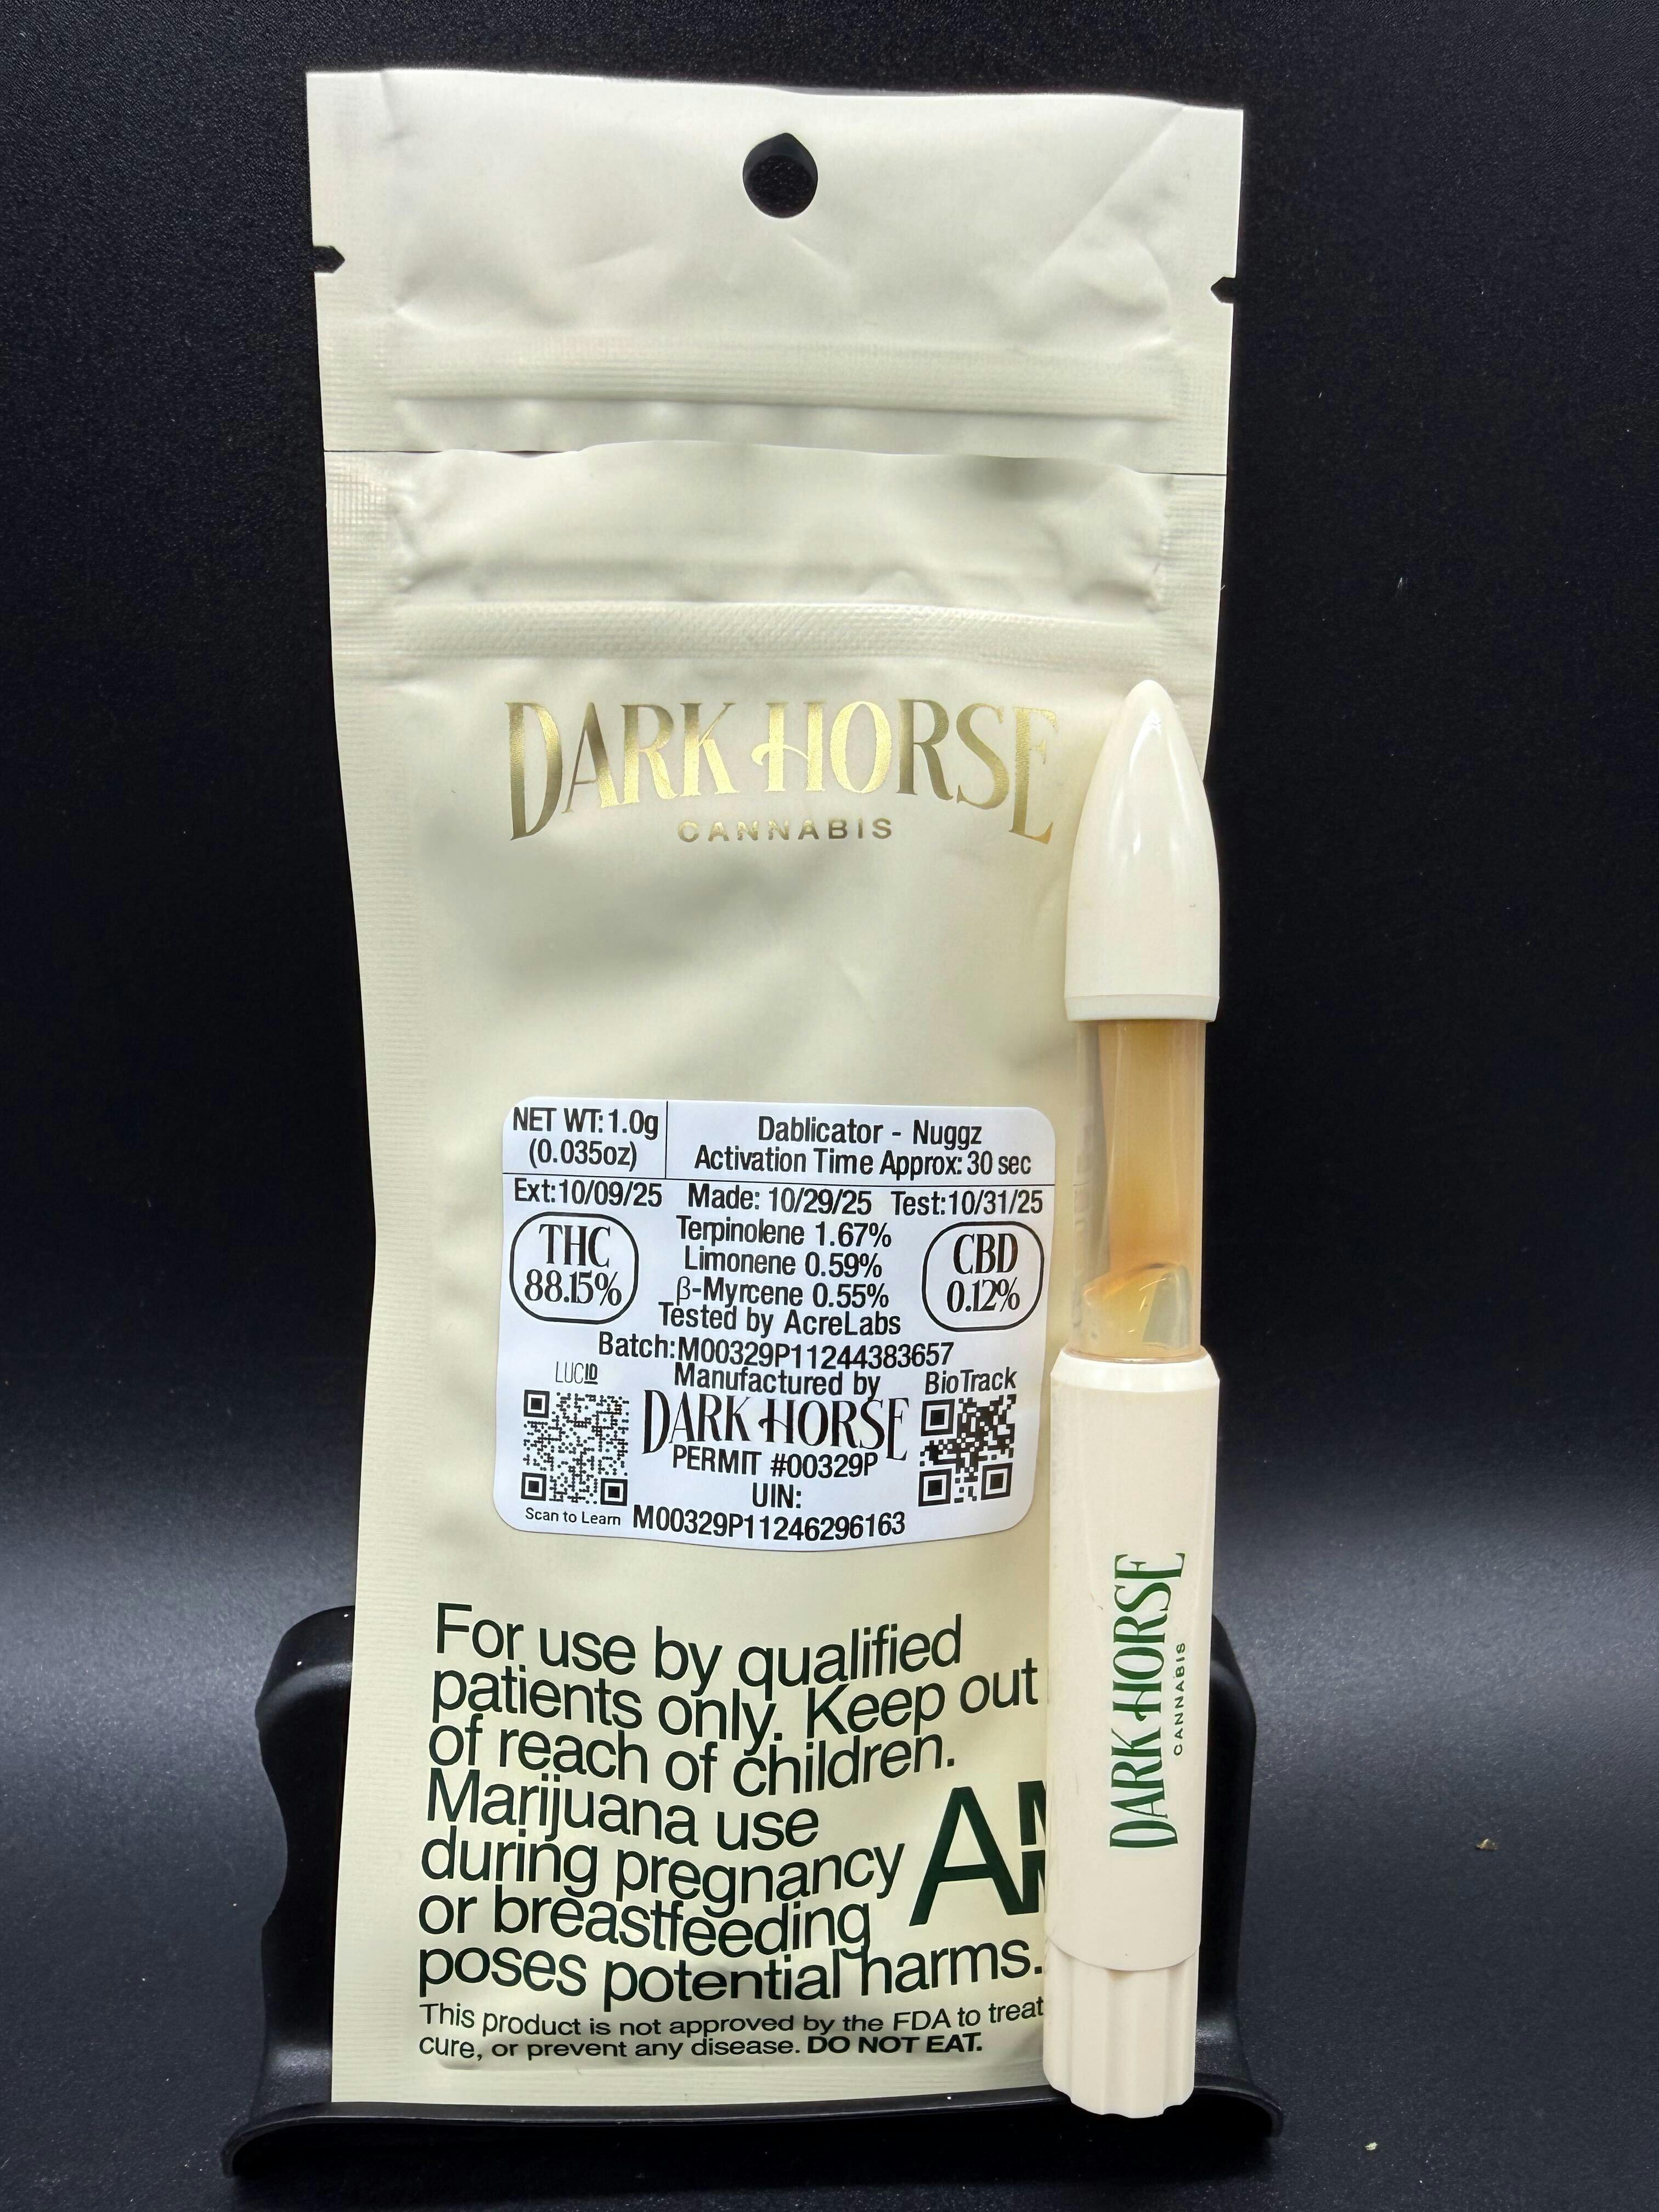 DARK HORSE
CANNABIS
NET WT: 1.0g
(0.035oz)
Dablicator - Nuggz
Activation Time Approx: 30 sec
Ext:10/09/25 Made: 10/29/25 Test:10/31/25
THC
88.15%
Terpinolene 1.67%
Limonene 0.59%
β-Myrcene 0.55%
Tested by AcreLabs
CBD
0.12%
Batch:M00329P11244383657
LUCID
Scan to Learn
Manufactured by
DARK HORSE
PERMIT #00329P
UIN:
M00329P11246296163
BioTrack
For use by qualified
patients only. Keep out
of reach of children.
Marijuana use
during pregnancy
or breastfeeding
poses potential harms.
This product is not approved by the FDA to treat
cure, or prevent any disease. DO NOT EAT.
DARK HORSE
CANNABIS